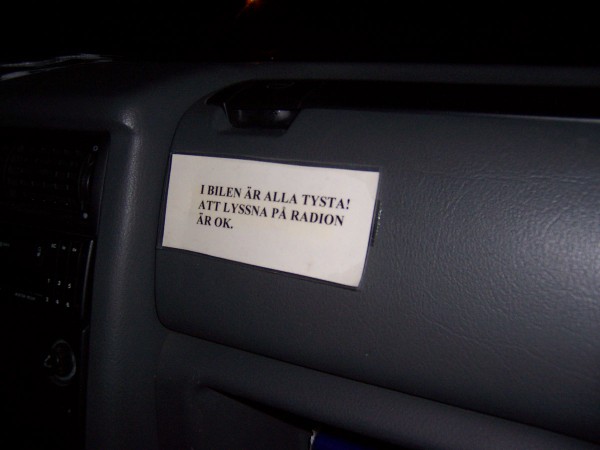 I BILEN ÄR ALLA TYSTA!
ATT LYSSNA PÅ RADION
ÄR OK.